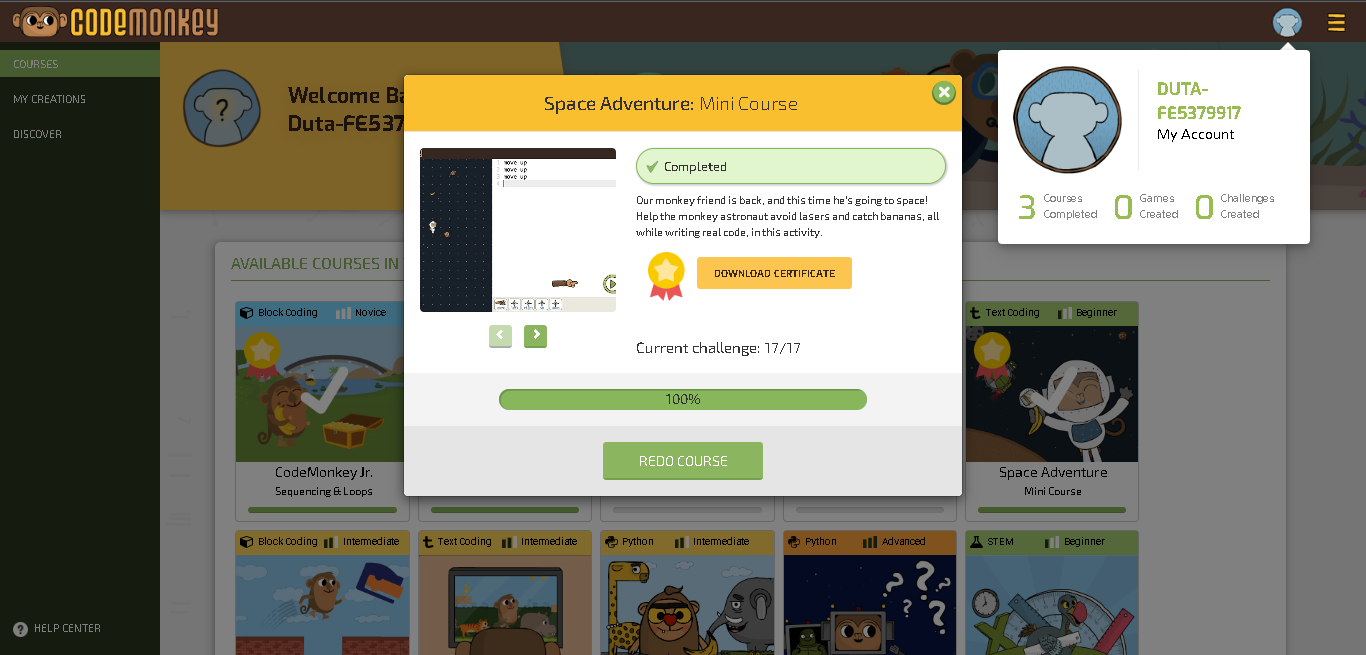 CODEMONKEY
COURSES
MY CREATIONS
DISCOVER
HELP CENTER
Welcome Ba
Duta-FE537
DUTA-
FE5379917
My Account
3 Courses Completed
0 Games Created
0 Challenges Created
Space Adventure: Mini Course
1 move up
2 move up
3 move up
4
Completed
Our monkey friend is back, and this time he's going to space!
Help the monkey astronaut avoid lasers and catch bananas, all
while writing real code, in this activity.
DOWNLOAD CERTIFICATE
Current challenge: 17/17
100%
REDO COURSE
AVAILABLE COURSES IN
Block Coding Novice
Text Coding Beginner
CodeMonkey Jr.
Sequencing & Loops
Space Adventure
Mini Course
Block Coding Intermediate
Text Coding Intermediate
Python Intermediate
Python Advanced
STEM Beginner